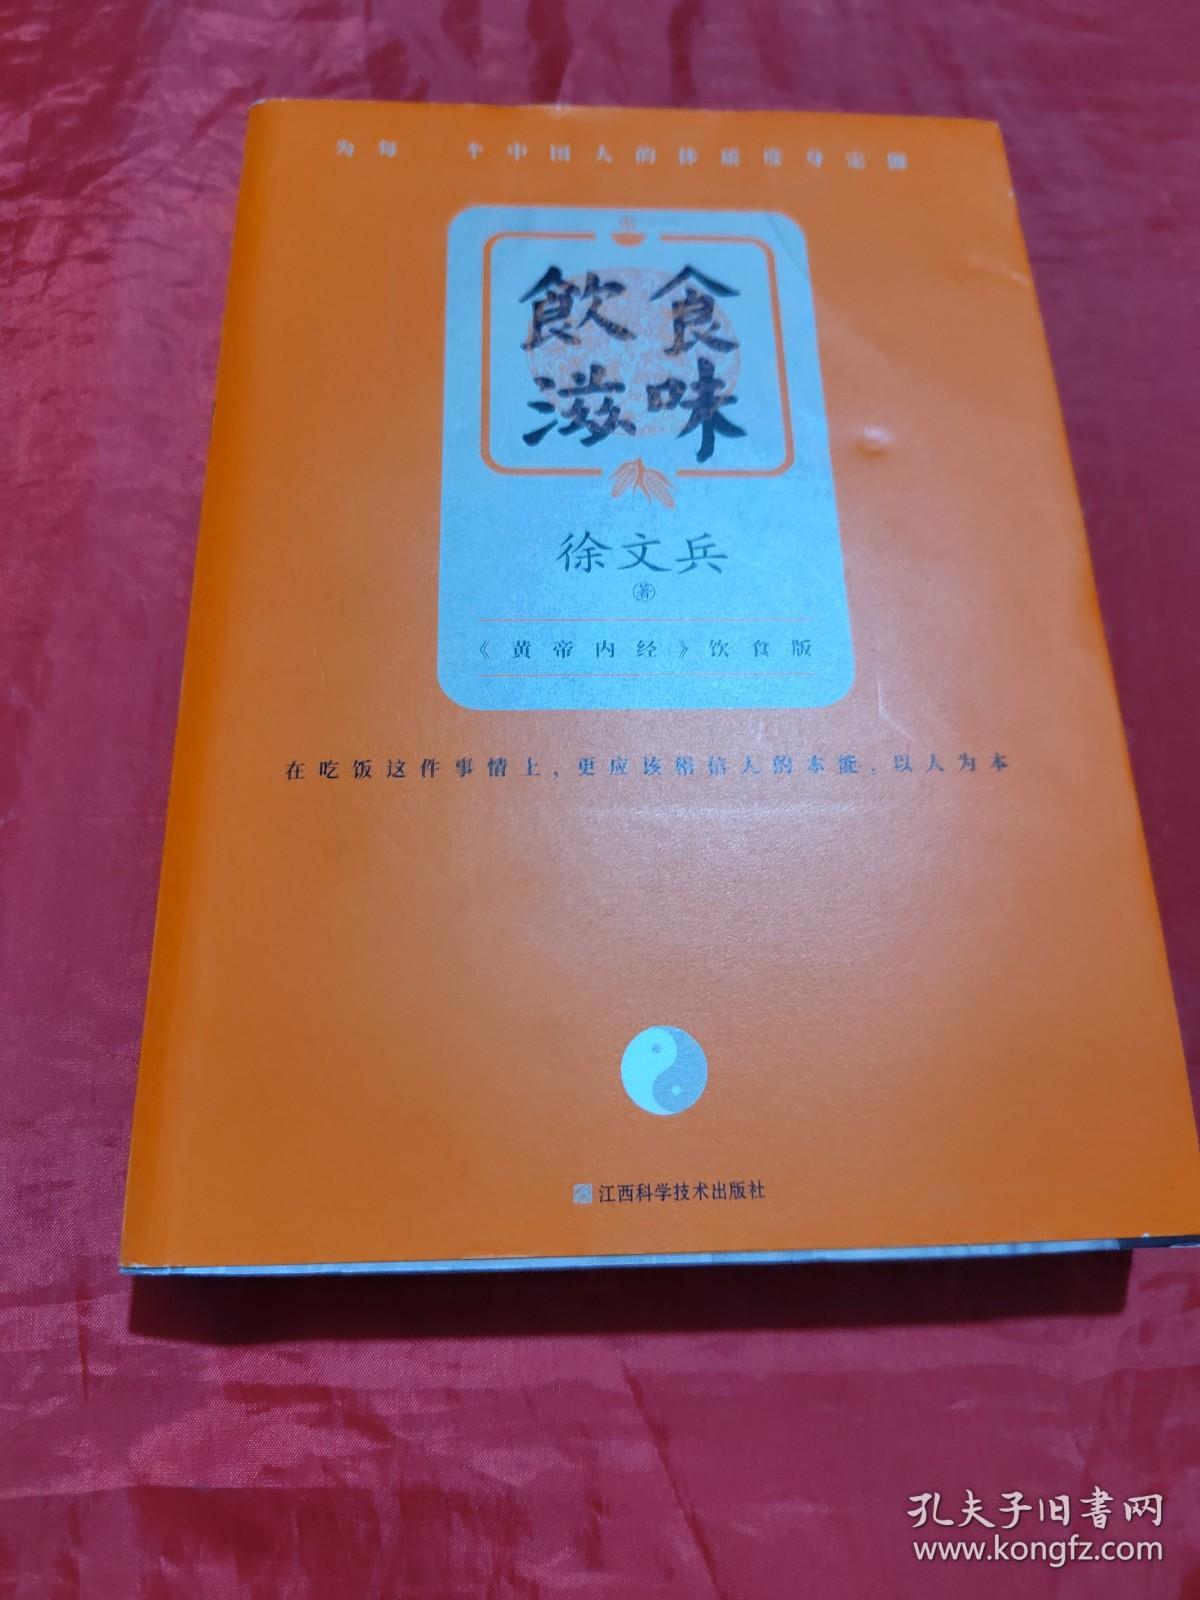 为每一个中国人的体质度身定做
飲食
滋味
徐文兵
著
《黄帝内经》饮食版
在吃饭这件事情上，更应该相信人的本能，以人为本
江西科学技术出版社
孔夫子旧书网
www.kongfz.com